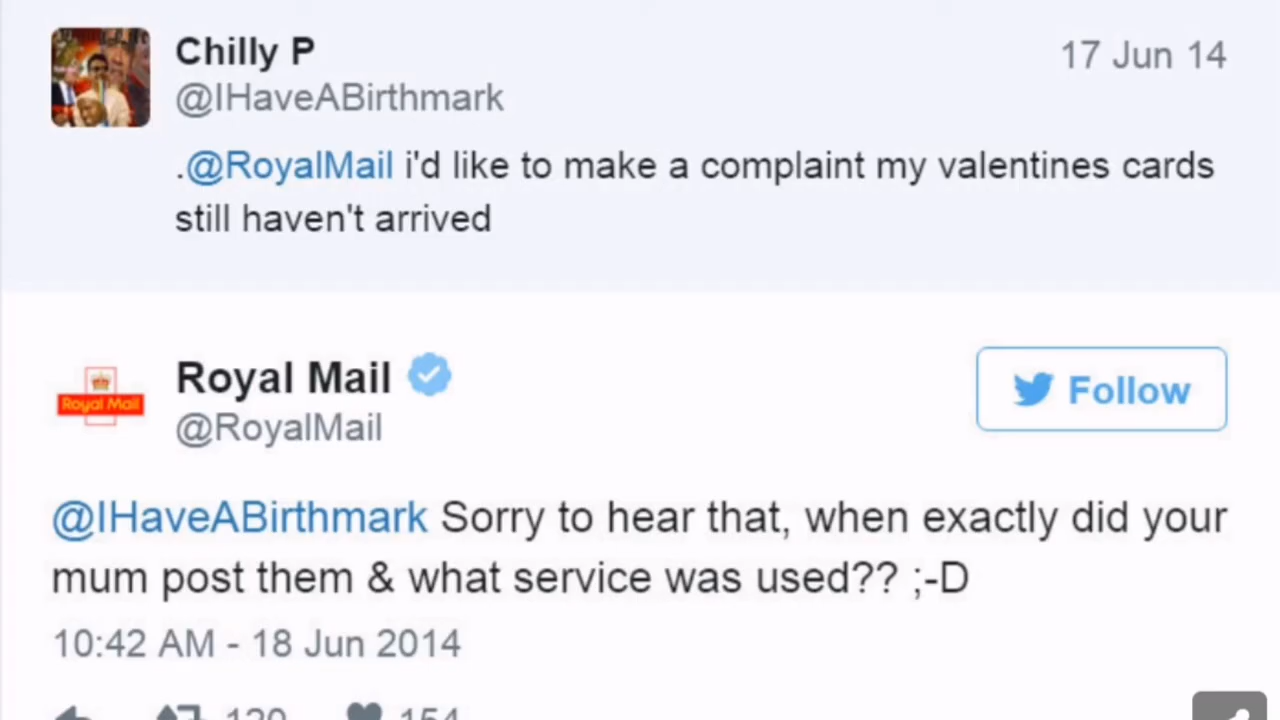 Chilly P
17 Jun 14
@IHaveABirthmark
.@RoyalMail i'd like to make a complaint my valentines cards
still haven't arrived
Royal Mail
Royal Mail
Follow
@RoyalMail
@IHaveABirthmark Sorry to hear that, when exactly did your
mum post them & what service was used?? ;-D
10:42 AM - 18 Jun 2014